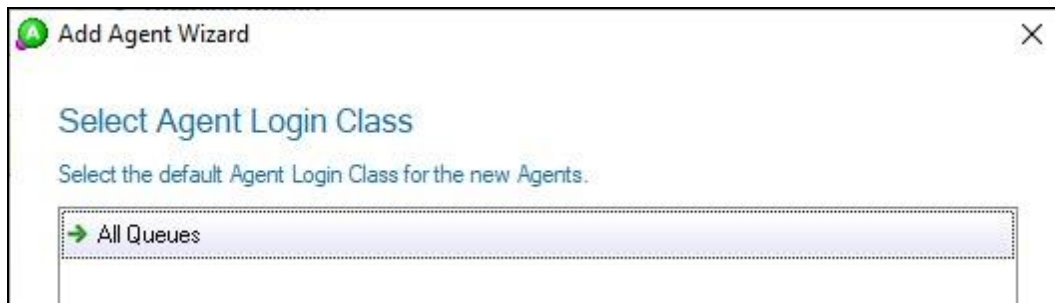 Add Agent Wizard
Select Agent Login Class
Select the default Agent Login Class for the new Agents.
All Queues